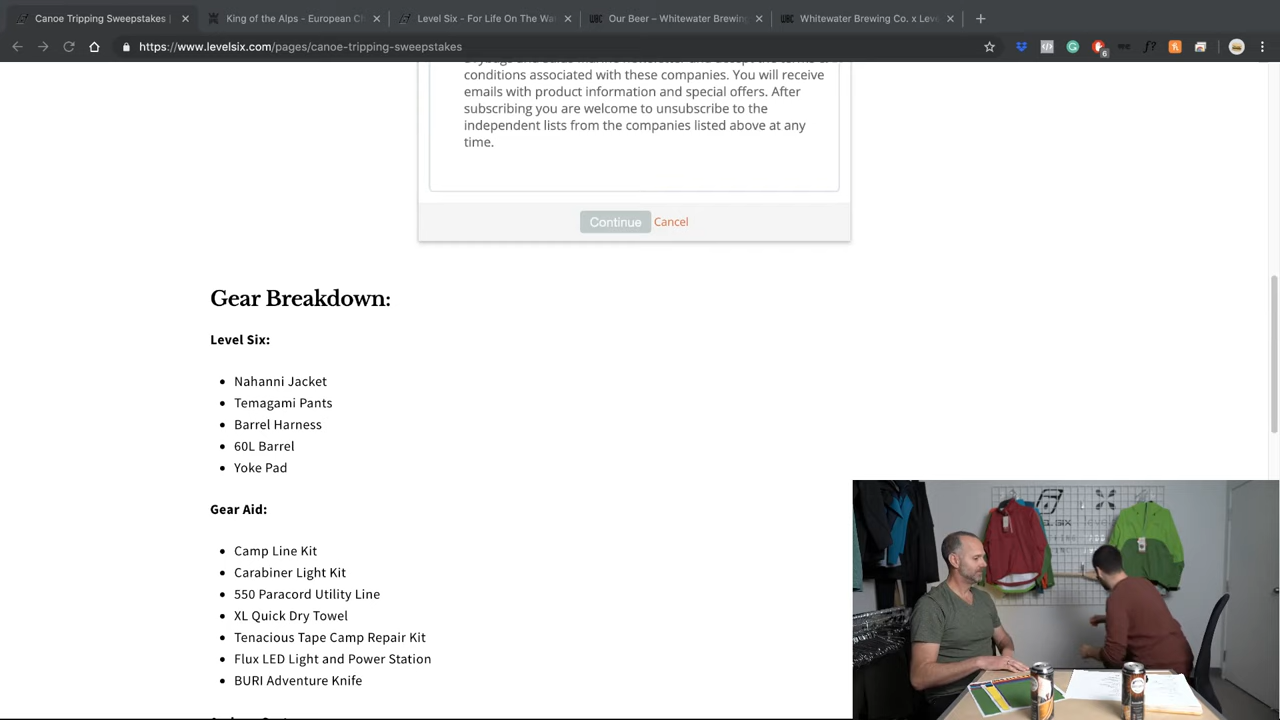 Canoe Tripping Sweepstakes |
King of the Alps - European Ch
Level Six - For Life On The Wat
Our Beer – Whitewater Brewing
Whitewater Brewing Co. x Leve
https://www.levelsix.com/pages/canoe-tripping-sweepstakes
6
f?
conditions associated with these companies. You will receive
emails with product information and special offers. After
subscribing you are welcome to unsubscribe to the
independent lists from the companies listed above at any
time.
Continue Cancel
Gear Breakdown:
Level Six:
Nahanni Jacket
Temagami Pants
Barrel Harness
60L Barrel
Yoke Pad
Gear Aid:
Camp Line Kit
Carabiner Light Kit
550 Paracord Utility Line
XL Quick Dry Towel
Tenacious Tape Camp Repair Kit
Flux LED Light and Power Station
BURI Adventure Knife